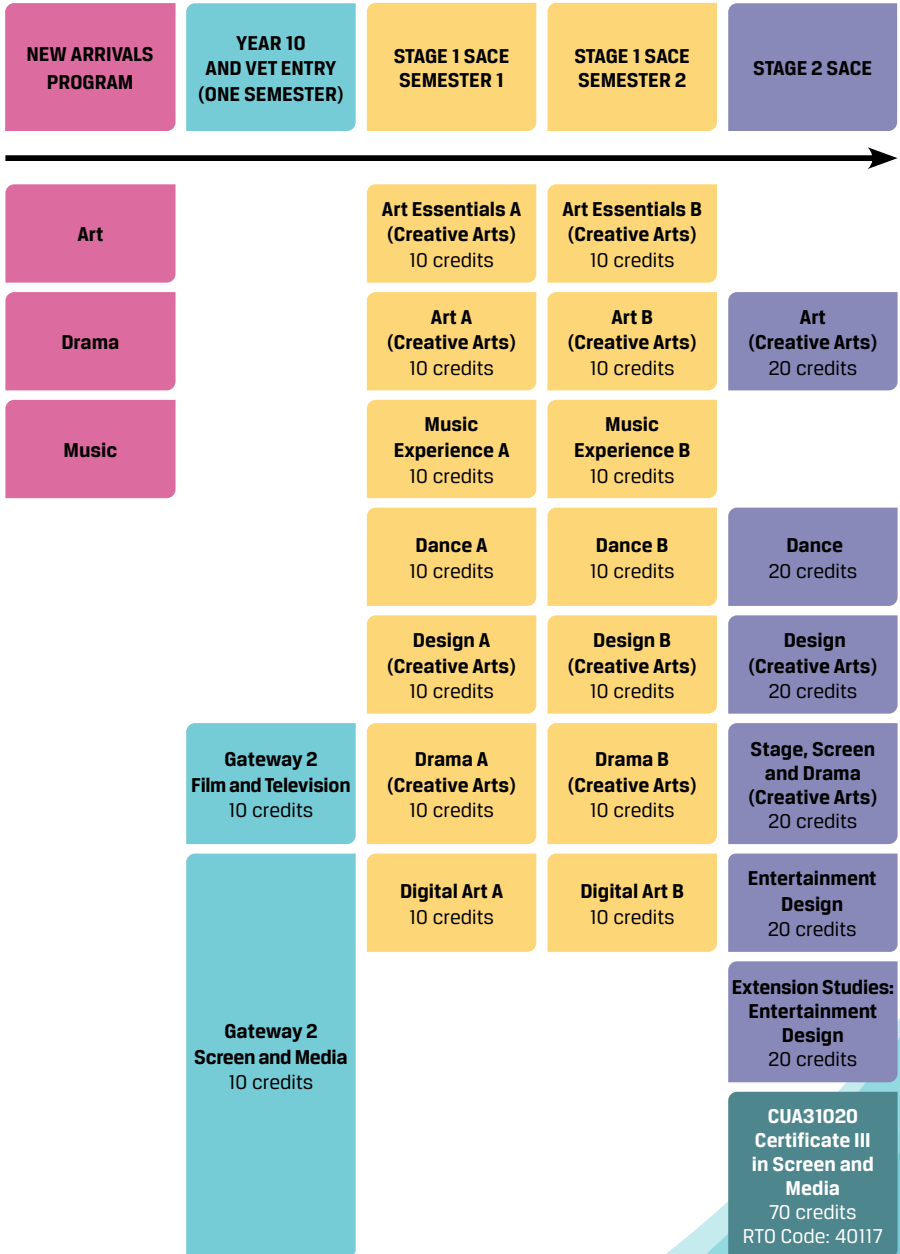 NEW ARRIVALS
PROGRAM
YEAR 10
AND VET ENTRY
(ONE SEMESTER)
STAGE 1 SACE
SEMESTER 1
STAGE 1 SACE
SEMESTER 2
STAGE 2 SACE
Art
Art Essentials A
(Creative Arts)
10 credits
Art Essentials B
(Creative Arts)
10 credits
Drama
Art A
(Creative Arts)
10 credits
Art B
(Creative Arts)
10 credits
Art
(Creative Arts)
20 credits
Music
Music
Experience A
10 credits
Music
Experience B
10 credits
Dance A
10 credits
Dance B
10 credits
Dance
20 credits
Design A
(Creative Arts)
10 credits
Design B
(Creative Arts)
10 credits
Design
(Creative Arts)
20 credits
Gateway 2
Film and Television
10 credits
Drama A
(Creative Arts)
10 credits
Drama B
(Creative Arts)
10 credits
Stage, Screen
and Drama
(Creative Arts)
20 credits
Gateway 2
Screen and Media
10 credits
Digital Art A
10 credits
Digital Art B
10 credits
Entertainment
Design
20 credits
Extension Studies:
Entertainment
Design
20 credits
CUA31020
Certificate III
in Screen and
Media
70 credits
RTO Code: 40117